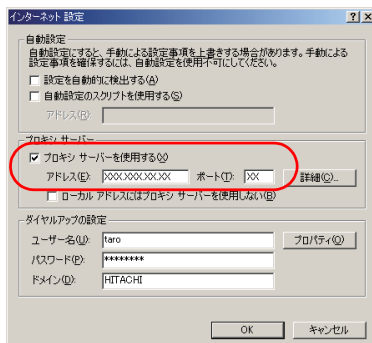 インターネット 設定
自動設定
自動設定にすると、手動による設定事項を上書きする場合があります。手動による
設定事項を確保するには、自動設定を使用不可にしてください。
設定を自動的に検出する(A)
自動設定のスクリプトを使用する(S)
アドレス(R):
プロキシ サーバー
プロキシ サーバーを使用する(X)
アドレス(E): XXX.XXX.XX.XX ポート(T): XX 詳細(C)...
ローカル アドレスにはプロキシ サーバーを使用しない(B)
ダイヤルアップの設定
ユーザー名(U): taro プロパティ(O)
パスワード(P): ********
ドメイン(D): HITACHI
OK キャンセル